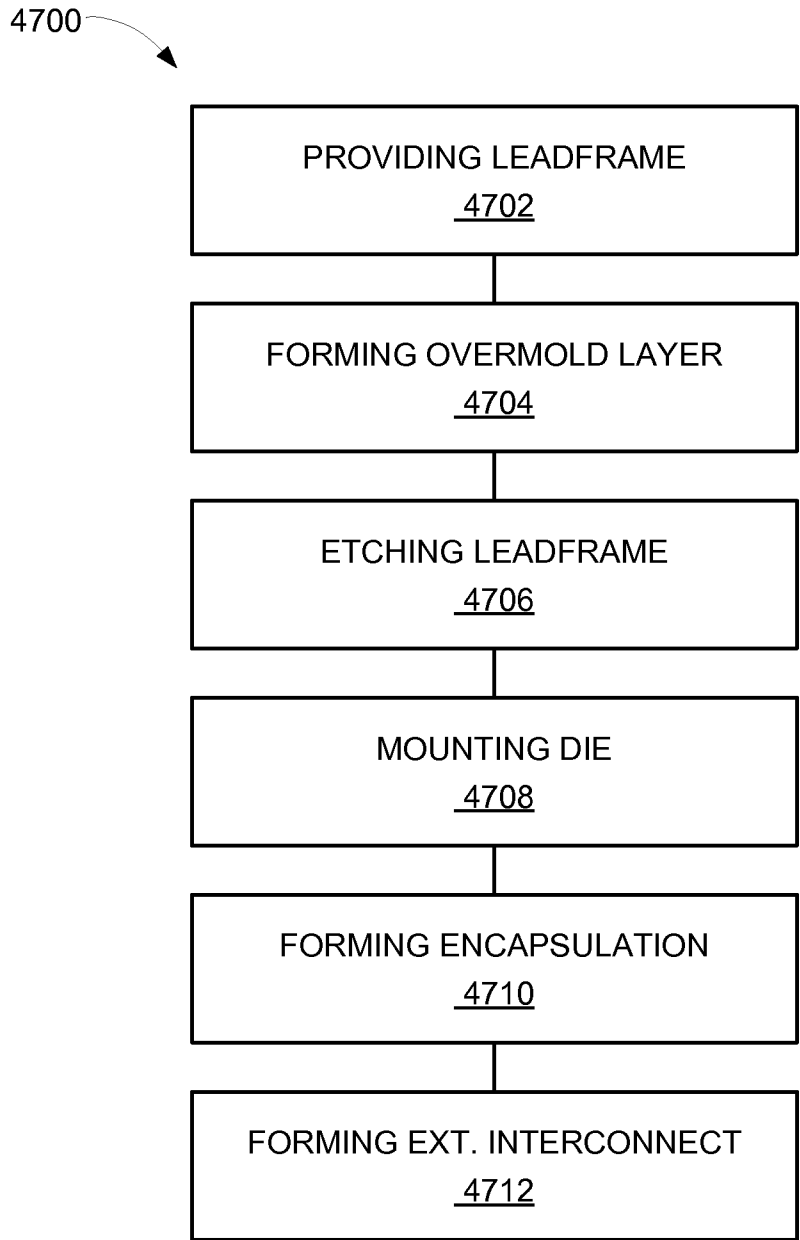 4700
PROVIDING LEADFRAME
4702
FORMING OVERMOLD LAYER
4704
ETCHING LEADFRAME
4706
MOUNTING DIE
4708
FORMING ENCAPSULATION
4710
FORMING EXT. INTERCONNECT
4712